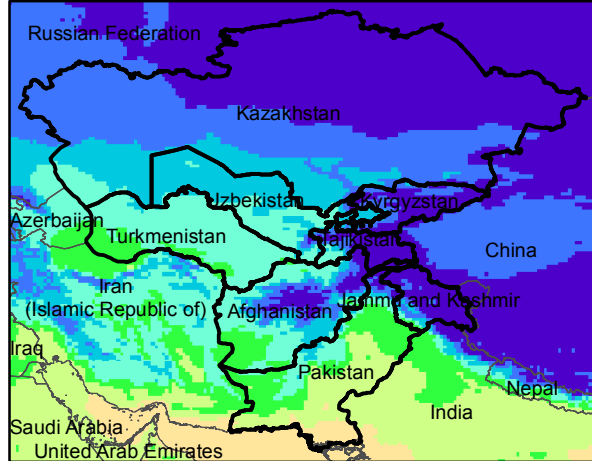 Russian Federation
Kazakhstan
Uzbekistan
Kyrgyzstan
Azerbaijan
Turkmenistan
Tajikistan
China
Iran
(Islamic Republic of)
Afghanistan
Jammu and Kashmir
Iraq
Pakistan
Nepal
India
Saudi Arabia
United Arab Emirates